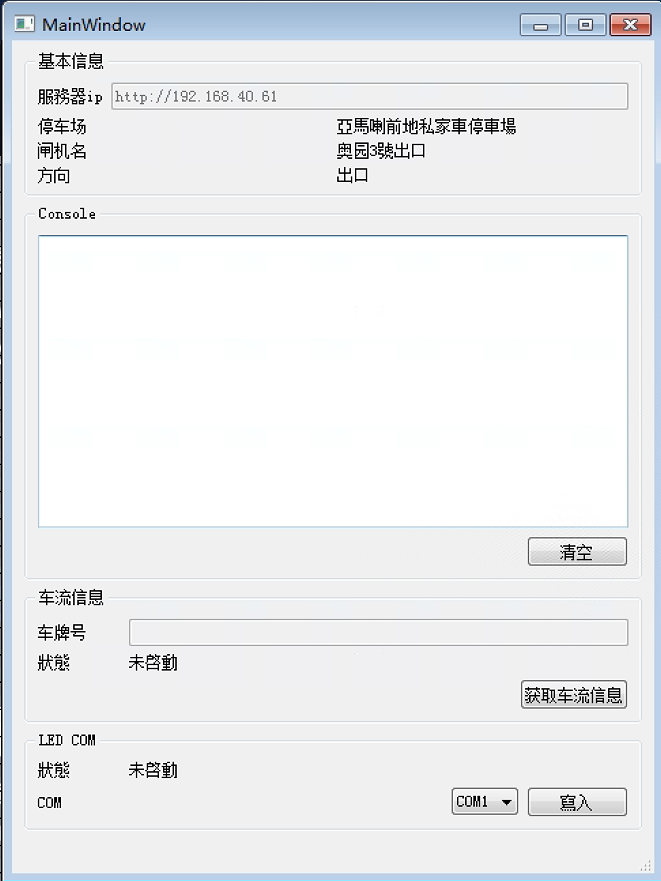 MainWindow
基本信息
服務器ip http://192.168.40.61
停车场 亞馬喇前地私家車停車場
闸机名 奥园3號出口
方向 出口
Console
清空
车流信息
车牌号
狀態 未啓動
获取车流信息
LED COM
狀態 未啓動
COM COM1 寫入